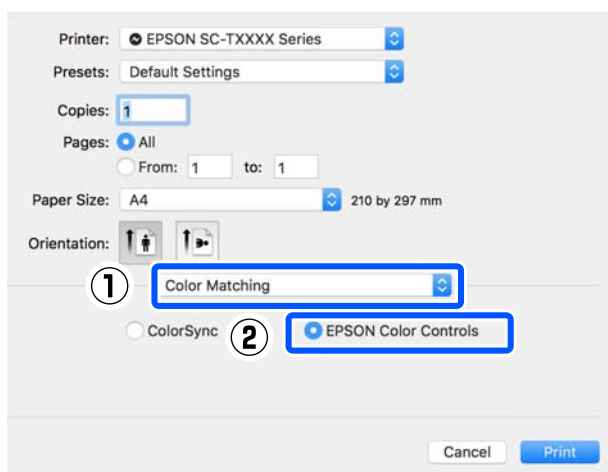 Printer: EPSON SC-TXXXX Series
Presets: Default Settings
Copies: 1
Pages: All
From: 1 to: 1
Paper Size: A4 210 by 297 mm
Orientation:
① Color Matching
ColorSync ② EPSON Color Controls
Cancel Print